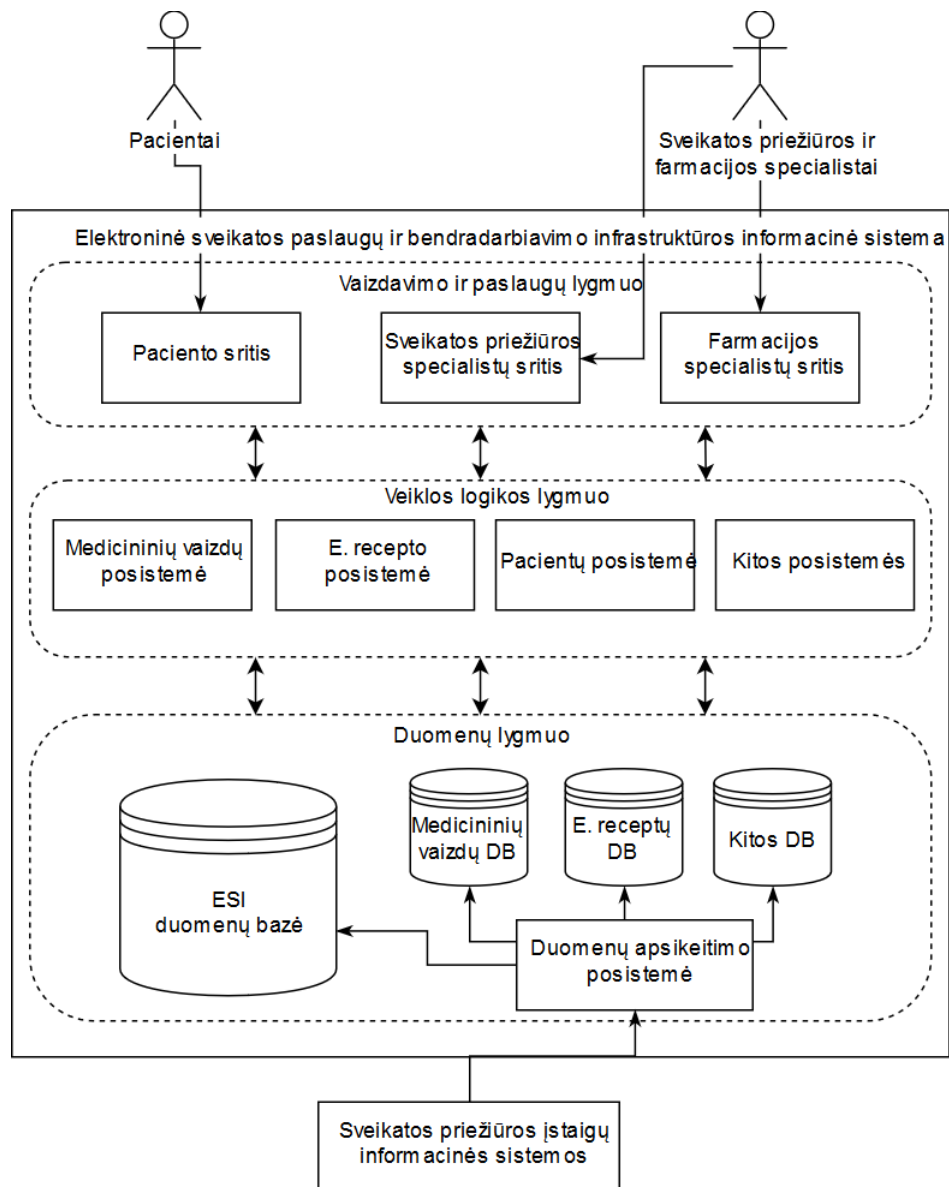 Pacientai
Sveikatos priežiūros ir
farmacijos specialistai
Elektroninė sveikatos paslaugų ir bendradarbiavimo infrastruktūros informacinė sistema
Vaizdavimo ir paslaugų lygmuo
Paciento sritis
Sveikatos priežiūros
specialistų sritis
Farmacijos
specialistų sritis
Veiklos logikos lygmuo
Medicininių vaizdų
posistemė
E. recepto
posistemė
Pacientų posistemė
Kitos posistemės
Duomenų lygmuo
ESI
duomenų bazė
Medicininių
vaizdų DB
E. receptų
DB
Kitos DB
Duomenų apsikeitimo
posistemė
Sveikatos priežiūros įstaigų
informacinės sistemos